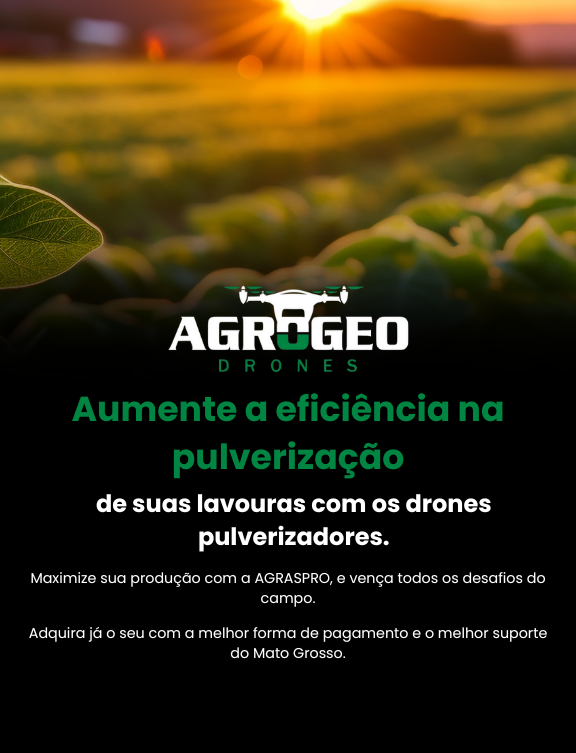 AGROGEO
DRONES
Aumente a eficiência na
pulverização
de suas lavouras com os drones
pulverizadores.
Maximize sua produção com a AGRASPRO, e vença todos os desafios do
campo.
Adquira já o seu com a melhor forma de pagamento e o melhor suporte
do Mato Grosso.